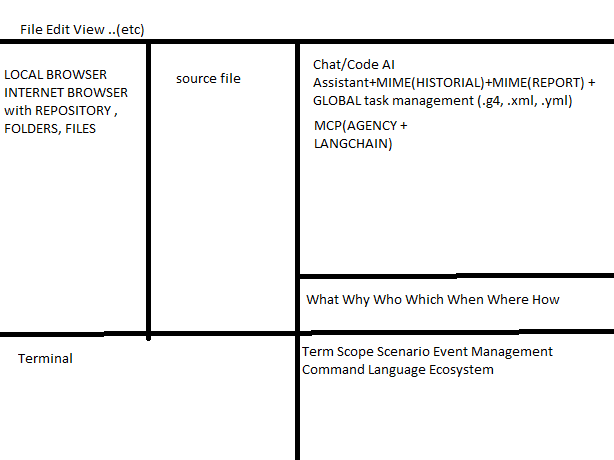 File Edit View ..(etc)
LOCAL BROWSER
INTERNET BROWSER
with REPOSITORY ,
FOLDERS, FILES
source file
Chat/Code AI
Assistant+MIME(HISTORIAL)+MIME(REPORT) +
GLOBAL task management (.g4, .xml, .yml)
MCP(AGENCY +
LANGCHAIN)
What Why Who Which When Where How
Terminal
Term Scope Scenario Event Management
Command Language Ecosystem